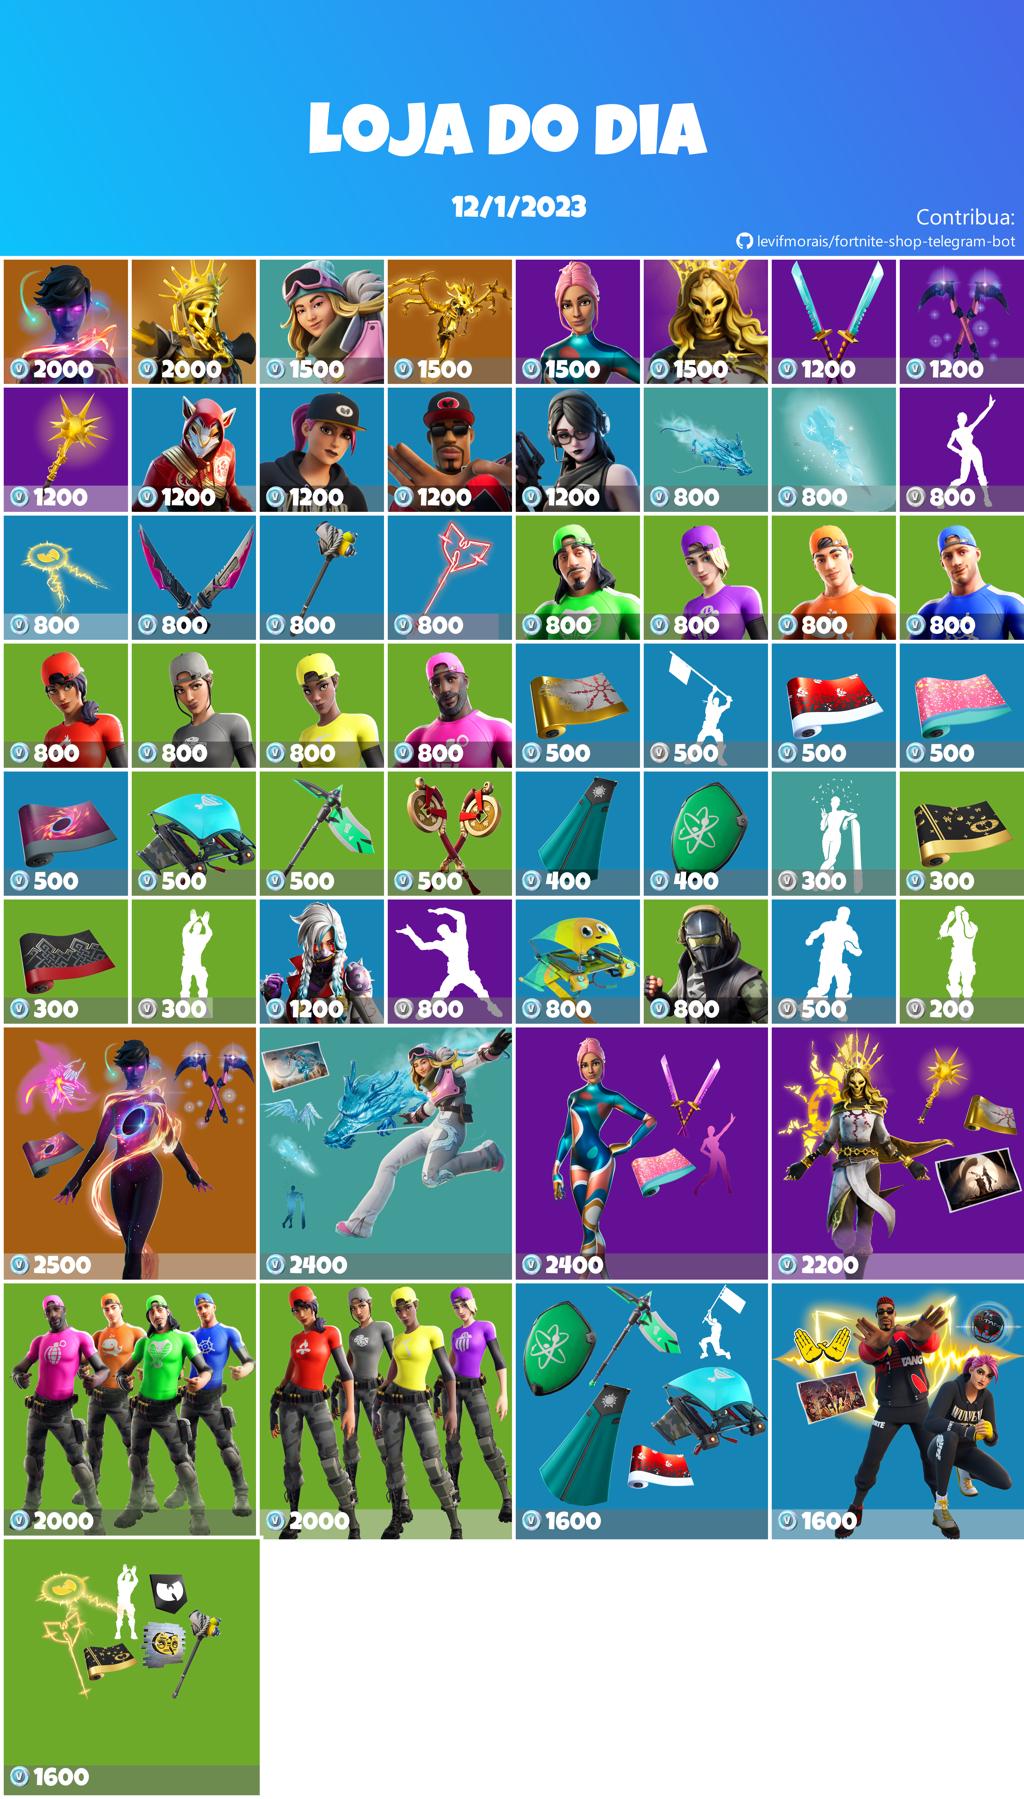 LOJA DO DIA
12/1/2023
Contribua:
levifmorais/fortnite-shop-telegram-bot
2000 2000 1500 1500 1500 1500 1200 1200
1200 1200 1200 1200 1200 800 800 800
800 800 800 800 800 800 800 800
800 800 800 800 500 500 500 500
500 500 500 500 400 400 300 300
300 300 1200 800 800 800 500 200
2500 2400 2400 2200
2000 2000 1600 1600
1600